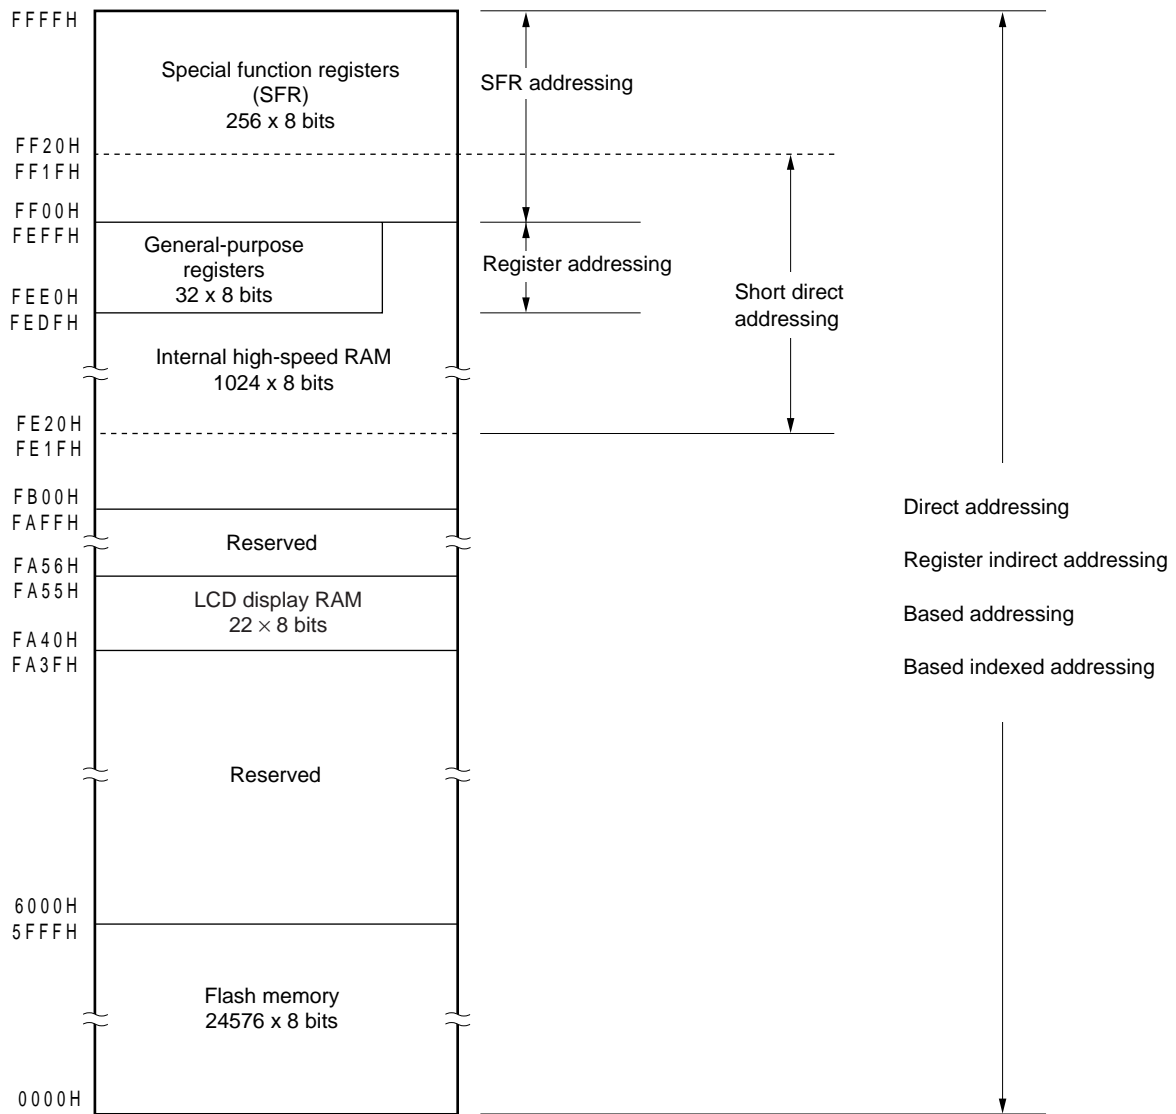 FFFFH
Special function registers
(SFR)
256 x 8 bits
SFR addressing
FF20H
FF1FH
FF00H
FEFFH
General-purpose
registers
32 x 8 bits
Register addressing
FEE0H
FEDFH
Short direct
addressing
Internal high-speed RAM
1024 x 8 bits
FE20H
FE1FH
FB00H
FAFFH
Reserved
FA56H
FA55H
LCD display RAM
22 × 8 bits
FA40H
FA3FH
Direct addressing
Register indirect addressing
Based addressing
Based indexed addressing
Reserved
6000H
5FFFH
Flash memory
24576 x 8 bits
0000H